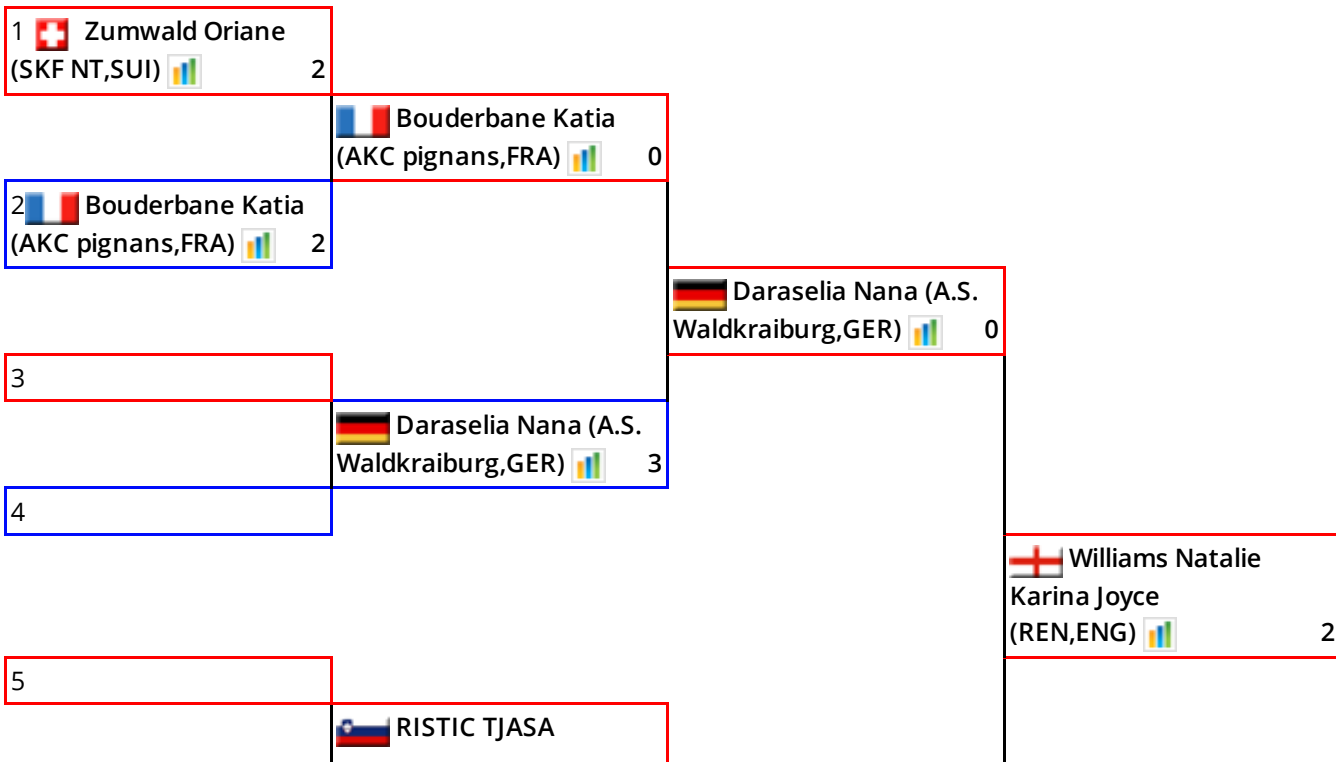 1 Zumwald Oriane
(SKF NT,SUI) 2
Bouderbane Katia
(AKC pignans,FRA) 0
2 Bouderbane Katia
(AKC pignans,FRA) 2
Daraselia Nana (A.S.
Waldkraiburg,GER) 0
3
Daraselia Nana (A.S.
Waldkraiburg,GER) 3
4
Williams Natalie
Karina Joyce
(REN,ENG) 2
5
RISTIC TJASA